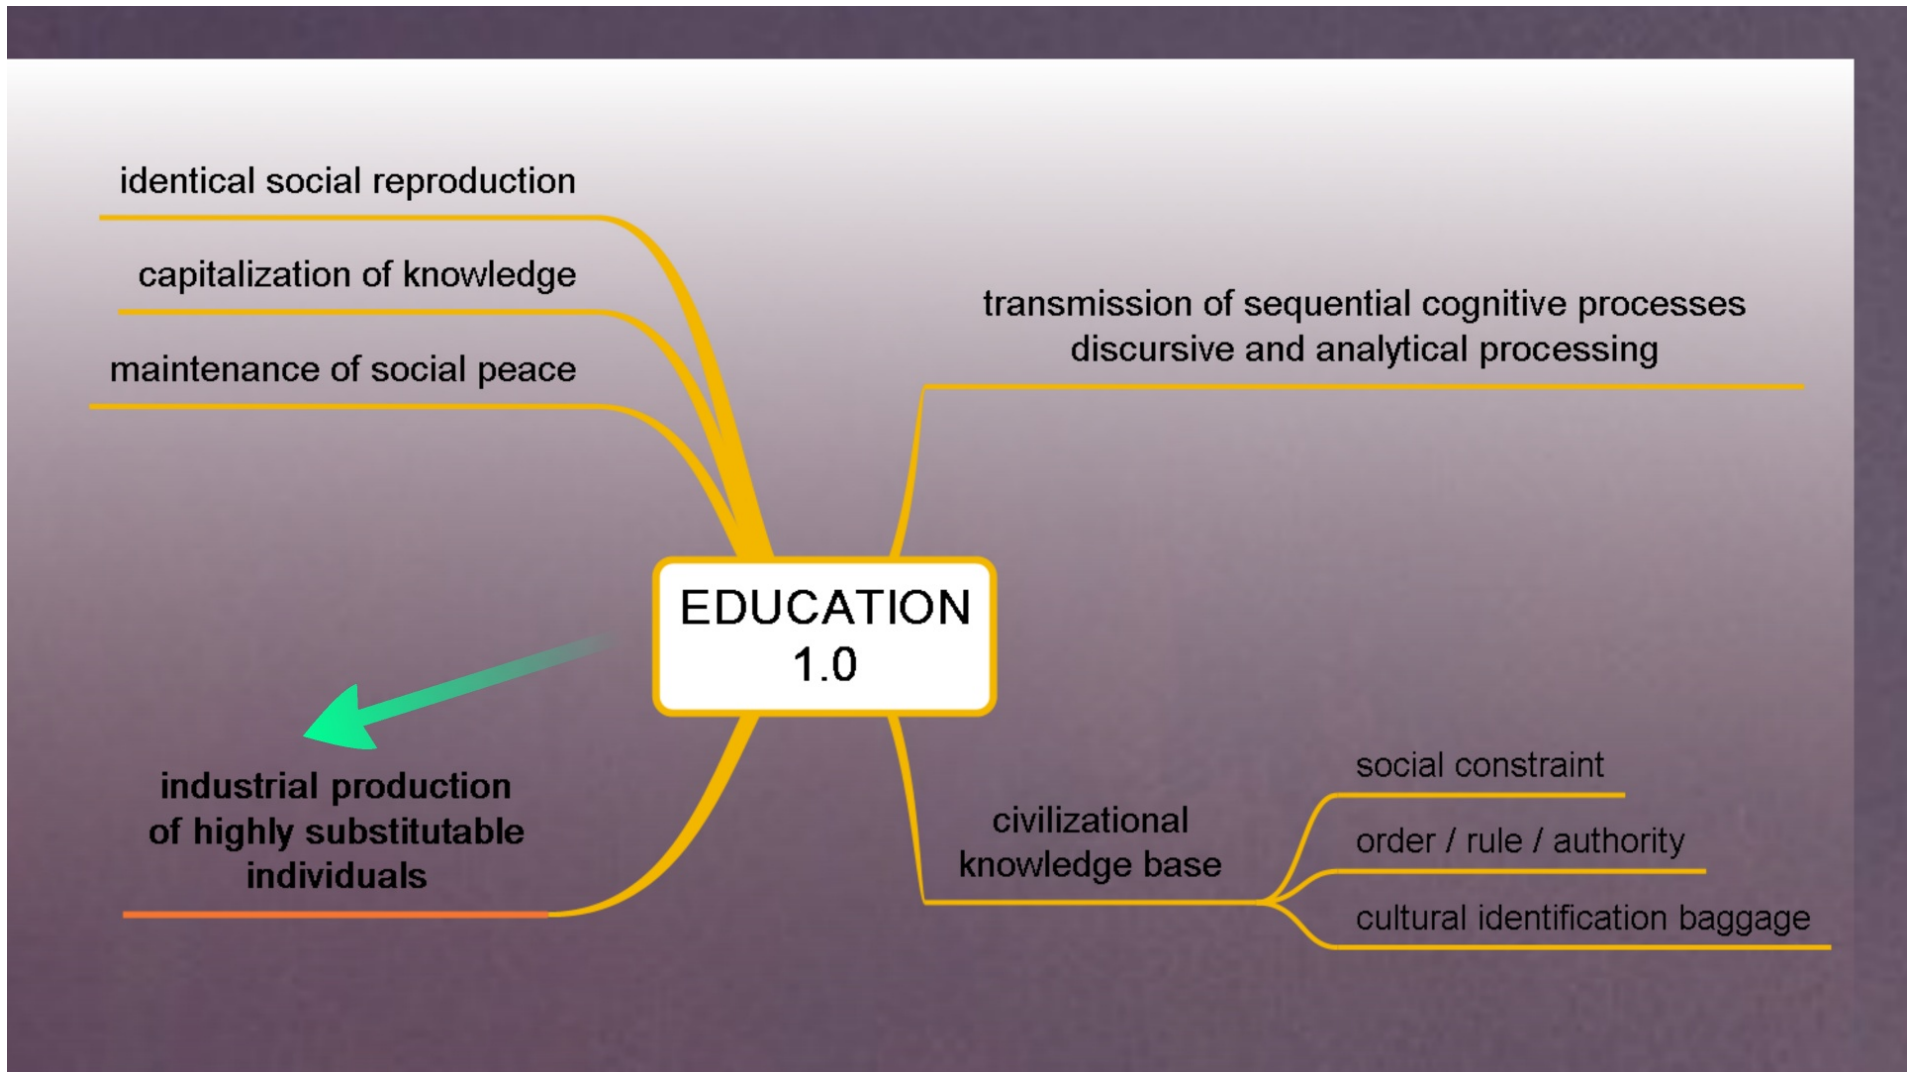 identical social reproduction
capitalization of knowledge
maintenance of social peace
transmission of sequential cognitive processes
discursive and analytical processing
EDUCATION
1.0
industrial production
of highly substitutable
individuals
civilizational
knowledge base
social constraint
order / rule / authority
cultural identification baggage